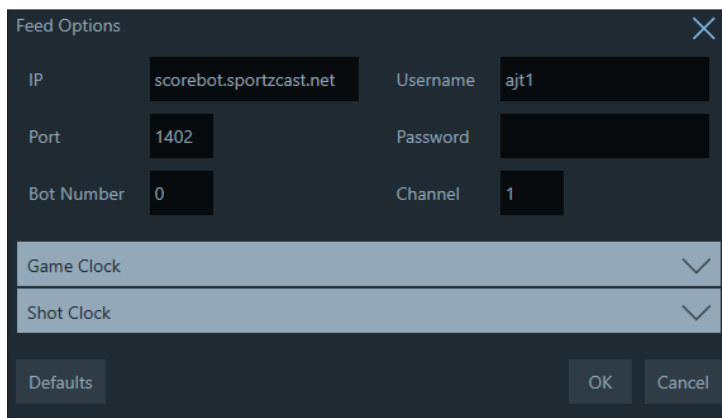 Feed Options
IP scorebot.sportzcast.net Username ajt1
Port 1402 Password
Bot Number 0 Channel 1
Game Clock
Shot Clock
Defaults OK Cancel